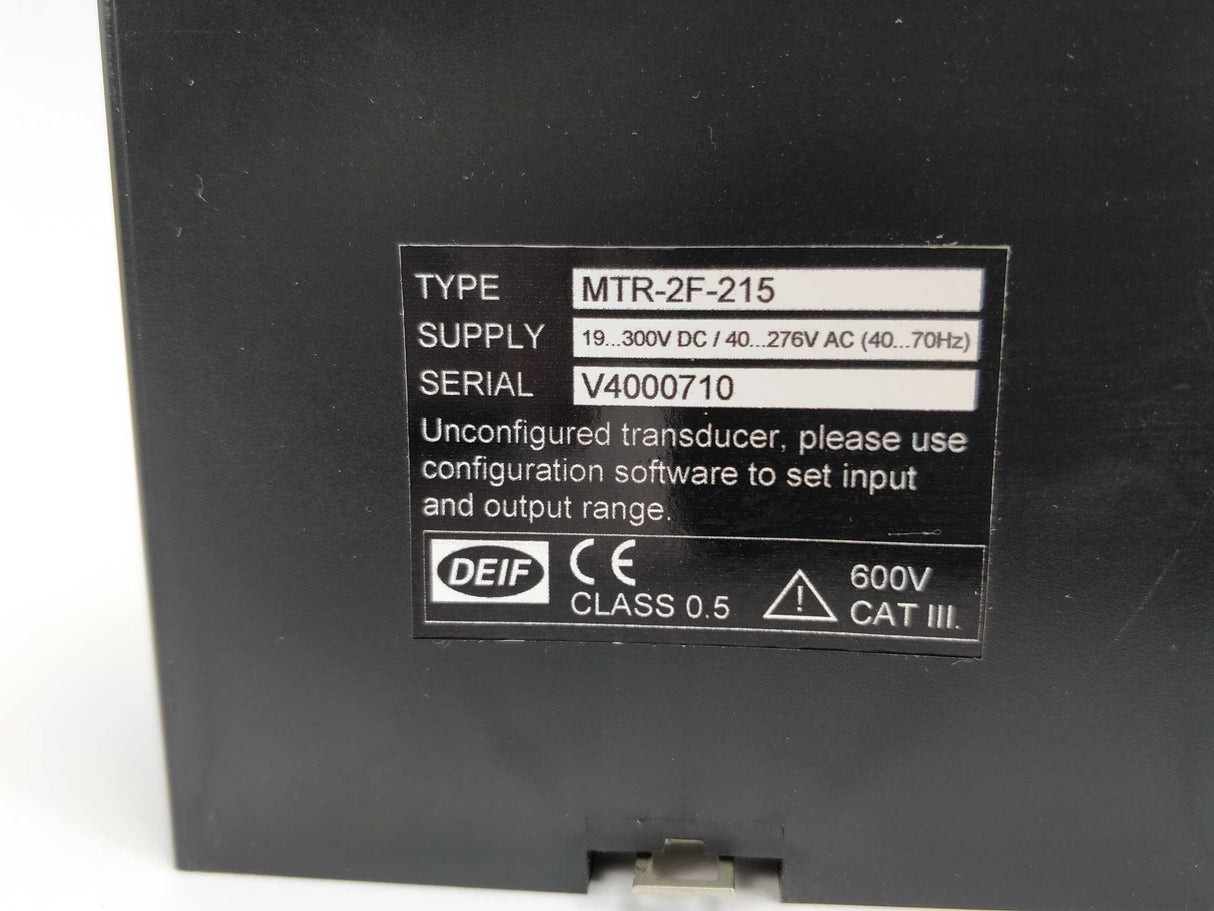 TYPE MTR-2F-215
SUPPLY 19...300V DC / 40...276V AC (40...70Hz)
SERIAL V4000710
Unconfigured transducer, please use
configuration software to set input
and output range.
DEIF CE 600V
CLASS 0.5 ! CAT III.